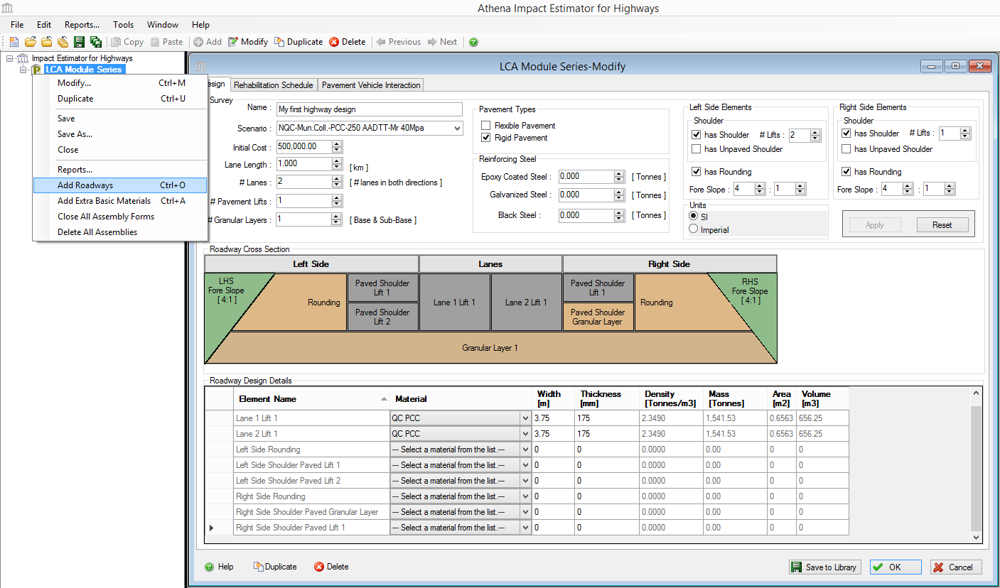 Athena Impact Estimator for Highways
File Edit Reports... Tools Window Help
Copy Paste Add Modify Duplicate Delete Previous Next
Impact Estimator for Highways
LCA Module Series
Modify... Ctrl+M
Duplicate Ctrl+U
Save
Save As...
Close
Reports...
Add Roadways Ctrl+O
Add Extra Basic Materials Ctrl+A
Close All Assembly Forms
Delete All Assemblies
LCA Module Series-Modify
esign Rehabilitation Schedule Pavement Vehicle Interaction
Survey
Name : My first highway design
Scenario : NQC-Mun.Coll.-PCC-250 AADTT-Mr 40Mpa
Initial Cost : 500,000.00
Lane Length : 1.000 [ km ]
# Lanes : 2 [ # lanes in both directions ]
# Pavement Lifts : 1
# Granular Layers : 1 [ Base & Sub-Base ]
Pavement Types
Flexible Pavement
Rigid Pavement
Reinforcing Steel
Epoxy Coated Steel : 0.000 [ Tonnes ]
Galvanized Steel : 0.000 [ Tonnes ]
Black Steel : 0.000 [ Tonnes ]
Left Side Elements
Shoulder
has Shoulder # Lifts : 2
has Unpaved Shoulder
has Rounding
Fore Slope : 4 : 1
Units
SI
Imperial
Right Side Elements
Shoulder
has Shoulder # Lifts : 1
has Unpaved Shoulder
has Rounding
Fore Slope : 4 : 1
Apply Reset
Roadway Cross Section
Left Side Lanes Right Side
LHS
Fore Slope
[ 4:1 ]
Rounding
Paved Shoulder
Lift 1
Paved Shoulder
Lift 2
Lane 1 Lift 1
Lane 2 Lift 1
Paved Shoulder
Lift 1
Paved Shoulder
Granular Layer
Rounding
RHS
Fore Slope
[ 4:1 ]
Granular Layer 1
Roadway Design Details
Element Name Material Width [m] Thickness [mm] Density [Tonnes/m3] Mass [Tonnes] Area [m2] Volume [m3]
Lane 1 Lift 1 QC PCC 3.75 175 2.3490 1,541.53 0.6563 656.25
Lane 2 Lift 1 QC PCC 3.75 175 2.3490 1,541.53 0.6563 656.25
Left Side Rounding --- Select a material from the list.--- 0 0 0.0000 0.00 0 0
Left Side Shoulder Paved Lift 1 --- Select a material from the list.--- 0 0 0.0000 0.00 0 0
Left Side Shoulder Paved Lift 2 --- Select a material from the list.--- 0 0 0.0000 0.00 0 0
Right Side Rounding --- Select a material from the list.--- 0 0 0.0000 0.00 0 0
Right Side Shoulder Paved Granular Layer --- Select a material from the list.--- 0 0 0.0000 0.00 0 0
Right Side Shoulder Paved Lift 1 --- Select a material from the list.--- 0 0 0.0000 0.00 0 0
Help Duplicate Delete Save to Library OK Cancel